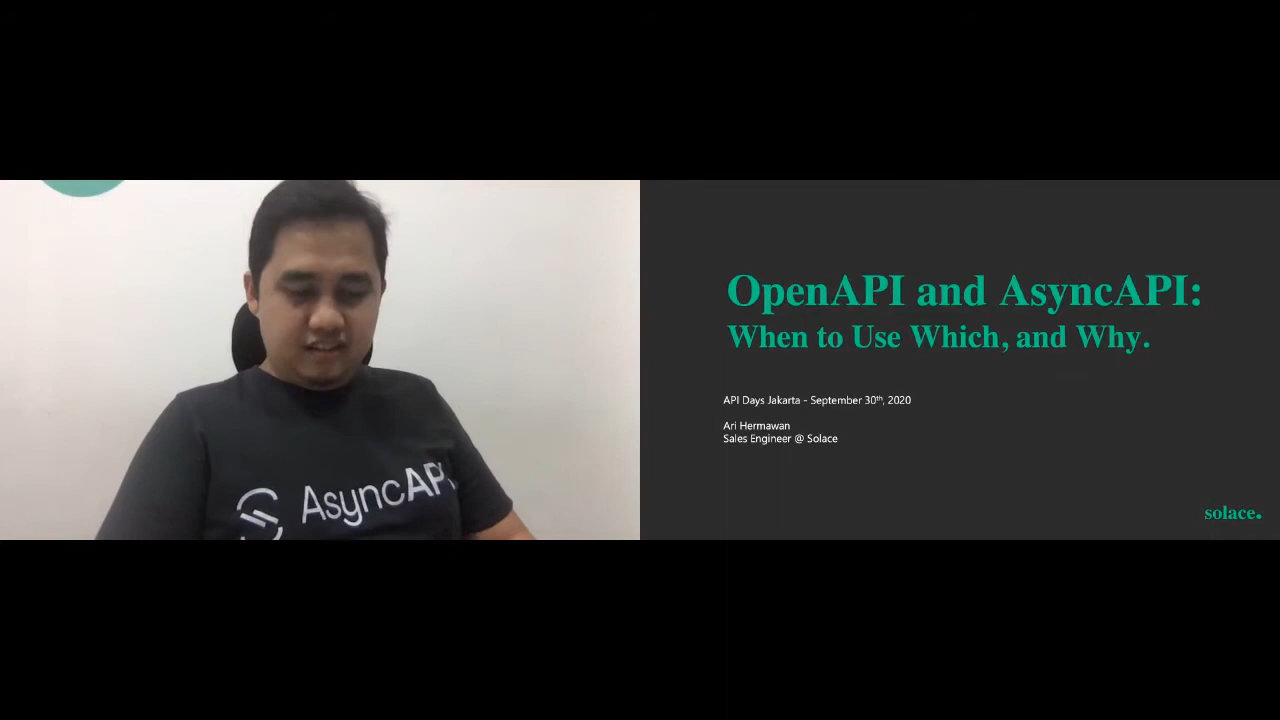 AsyncAPI
OpenAPI and AsyncAPI:
When to Use Which, and Why.
API Days Jakarta - September 30th, 2020
Ari Hermawan
Sales Engineer @ Solace
solace.